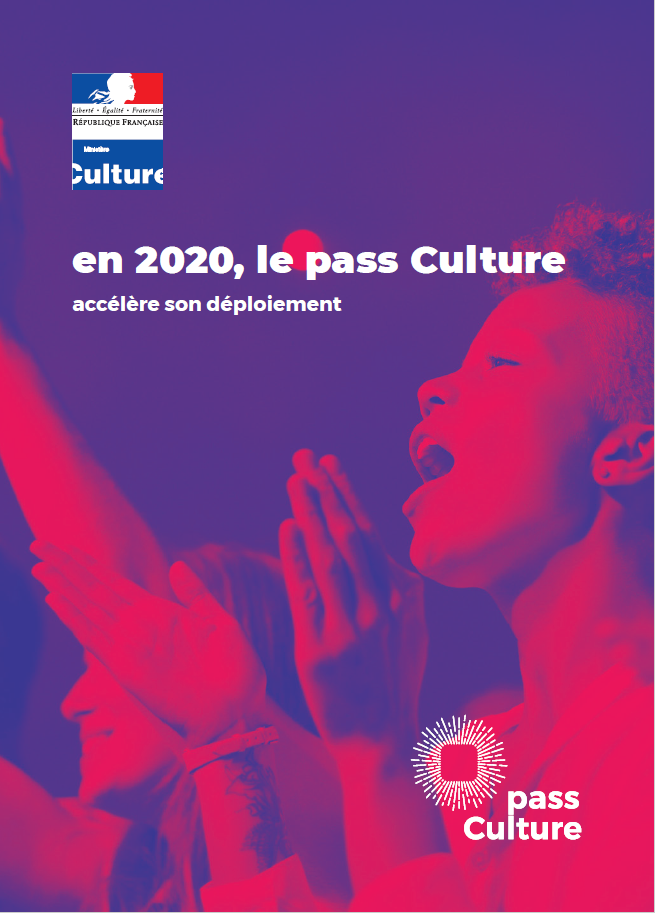 Liberté • Égalité • Fraternité
RÉPUBLIQUE FRANÇAISE
Ministère
Culture
en 2020, le pass Culture
accélère son déploiement
pass
Culture